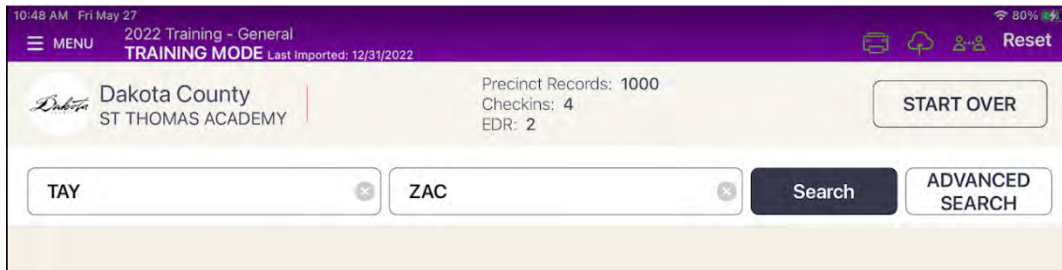 10:48 AM Fri May 27
80%
MENU
2022 Training - General
TRAINING MODE Last Imported: 12/31/2022
Reset
Dakota
Dakota County
ST THOMAS ACADEMY
Precinct Records: 1000
Checkins: 4
EDR: 2
START OVER
TAY
ZAC
Search
ADVANCED
SEARCH